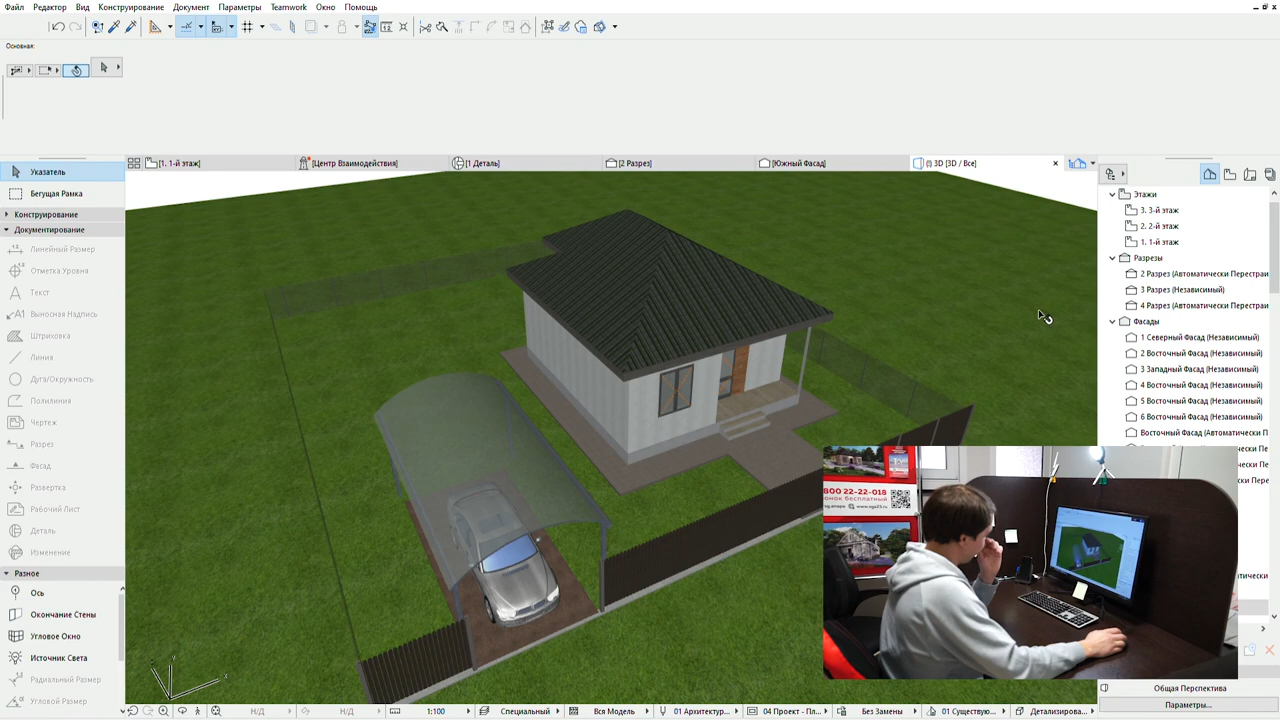 Файл Редактор Вид Конструирование Документ Параметры Teamwork Окно Помощь
Основная:
[1. 1-й этаж]
[Центр Взаимодействия]
[1 Деталь]
[2 Разрез]
[Южный Фасад]
(!) 3D [3D / Все]
Указатель
Бегущая Рамка
Конструирование
Документирование
Линейный Размер
Отметка Уровня
Текст
Выносная Надпись
Штриховка
Линия
Дуга/Окружность
Полилиния
Чертеж
Разрез
Фасад
Развертка
Рабочий Лист
Деталь
Изменение
Разное
Ось
Окончание Стены
Угловое Окно
Источник Света
Радиальный Размер
Угловой Размер
Этажи
3. 3-й этаж
2. 2-й этаж
1. 1-й этаж
Разрезы
2 Разрез (Автоматически Перестраи
3 Разрез (Независимый)
4 Разрез (Автоматически Перестраи
Фасады
1 Северный Фасад (Независимый)
2 Восточный Фасад (Независимый)
3 Западный Фасад (Независимый)
4 Восточный Фасад (Независимый)
5 Восточный Фасад (Независимый)
6 Восточный Фасад (Независимый)
Восточный Фасад (Автоматически П
800 22-22-018
онок бесплатный
Общая Перспектива
Параметры...
Н/Д
Н/Д
1:100
Специальный
Вся Модель
01 Архитектур...
04 Проект - Пл...
Без Замены
01 Существую...
Детализирова...